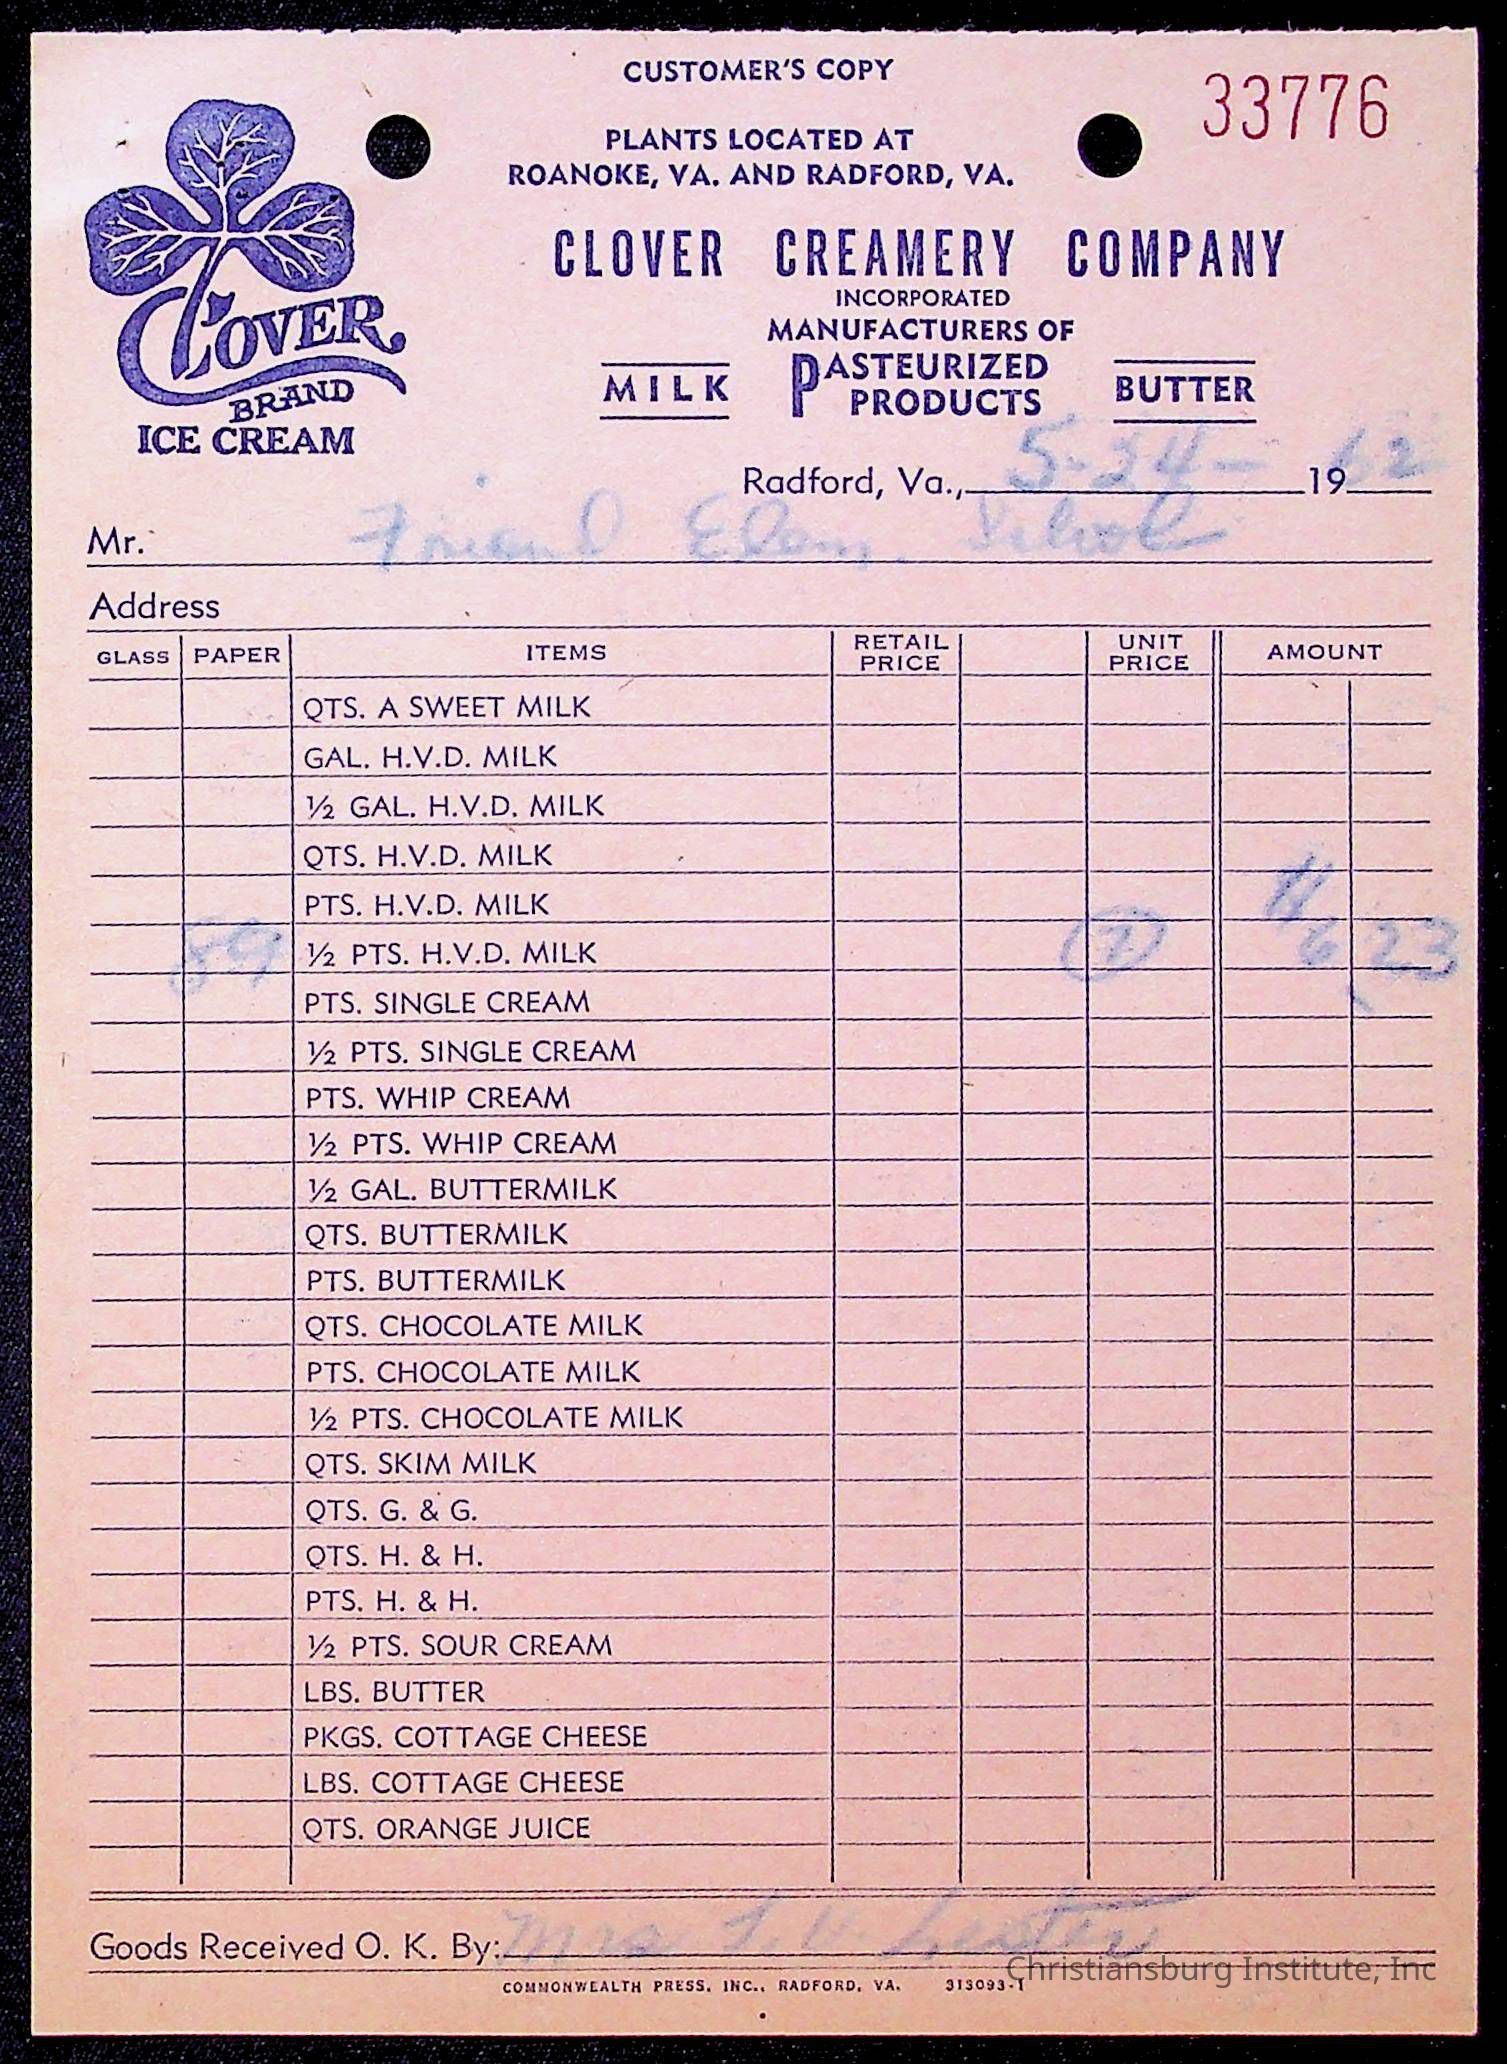 CUSTOMER'S COPY
33776
PLANTS LOCATED AT
ROANOKE, VA. AND RADFORD, VA.
CLOVER CREAMERY COMPANY
INCORPORATED
MANUFACTURERS OF
MILK PASTEURIZED PRODUCTS BUTTER
CLOVER
BRAND
ICE CREAM
Radford, Va., 5-24- 1962
Mr. Friend Elem. School
Address
GLASS PAPER ITEMS RETAIL PRICE UNIT PRICE AMOUNT
QTS. A SWEET MILK
GAL. H.V.D. MILK
½ GAL. H.V.D. MILK
QTS. H.V.D. MILK
PTS. H.V.D. MILK
89 ½ PTS. H.V.D. MILK 7 $6.23
PTS. SINGLE CREAM
½ PTS. SINGLE CREAM
PTS. WHIP CREAM
½ PTS. WHIP CREAM
½ GAL. BUTTERMILK
QTS. BUTTERMILK
PTS. BUTTERMILK
QTS. CHOCOLATE MILK
PTS. CHOCOLATE MILK
½ PTS. CHOCOLATE MILK
QTS. SKIM MILK
QTS. G. & G.
QTS. H. & H.
PTS. H. & H.
½ PTS. SOUR CREAM
LBS. BUTTER
PKGS. COTTAGE CHEESE
LBS. COTTAGE CHEESE
QTS. ORANGE JUICE
Goods Received O. K. By: Mrs Lester
COMMONWEALTH PRESS, INC., RADFORD, VA. 313093-1
Christiansburg Institute, Inc